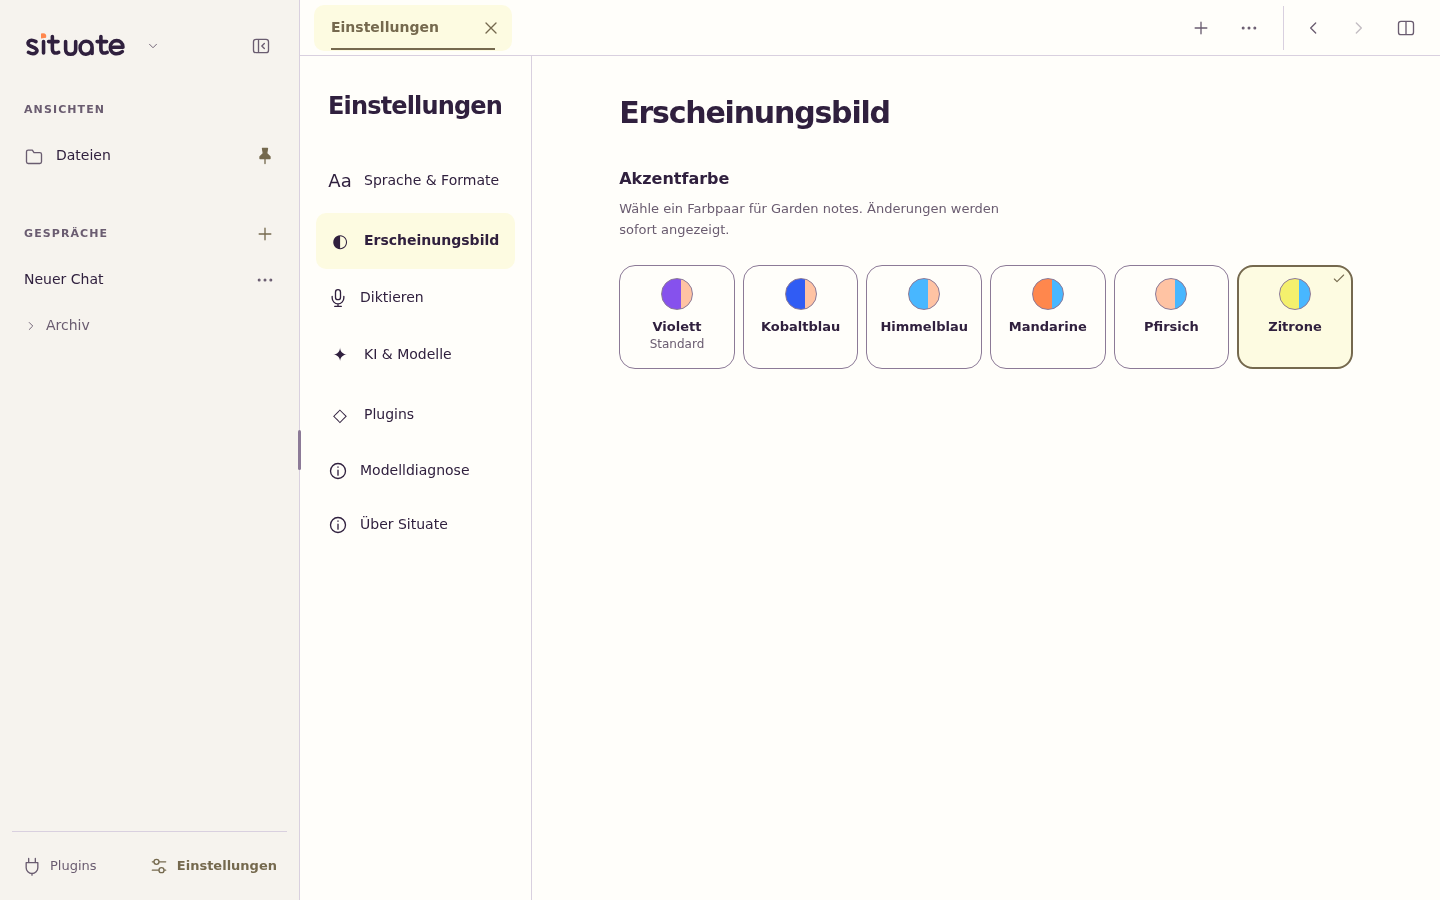 situate
ANSICHTEN
Dateien
GESPRÄCHE
Neuer Chat
Archiv
Plugins
Einstellungen
Einstellungen
Einstellungen
Aa Sprache & Formate
Erscheinungsbild
Diktieren
KI & Modelle
Plugins
Modelldiagnose
Über Situate
Erscheinungsbild
Akzentfarbe
Wähle ein Farbpaar für Garden notes. Änderungen werden
sofort angezeigt.
Violett
Standard
Kobaltblau
Himmelblau
Mandarine
Pfirsich
Zitrone